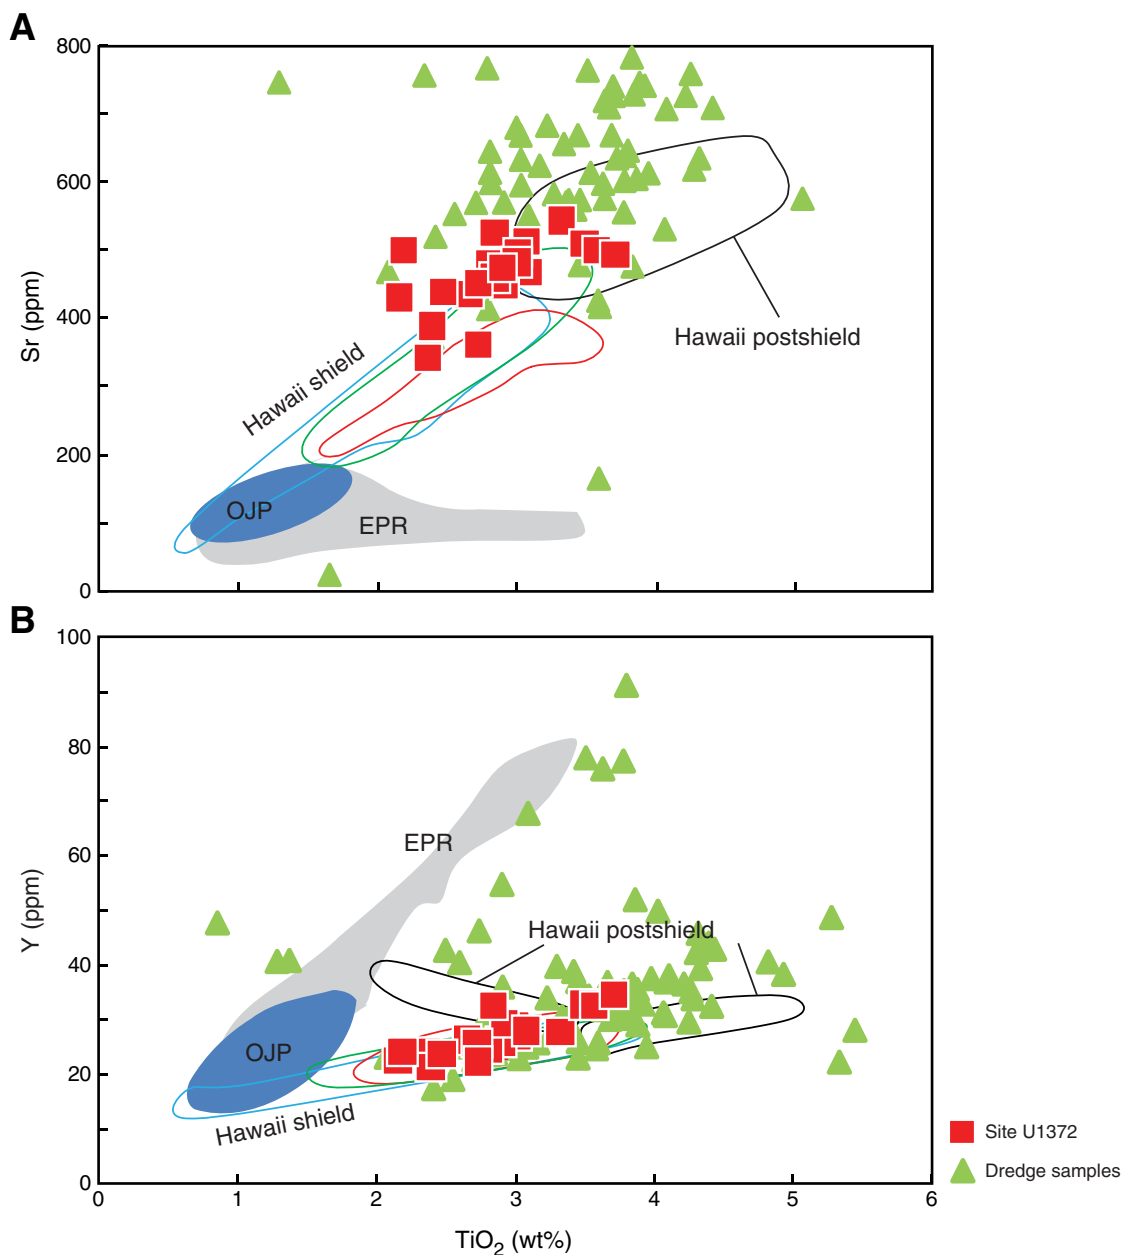 A
800
600
400
200
0
Sr (ppm)
Hawaii shield
Hawaii postshield
OJP
EPR
B
100
80
60
40
20
0
Y (ppm)
EPR
Hawaii postshield
OJP
Hawaii shield
0 1 2 3 4 5 6
TiO2 (wt%)
Site U1372
Dredge samples